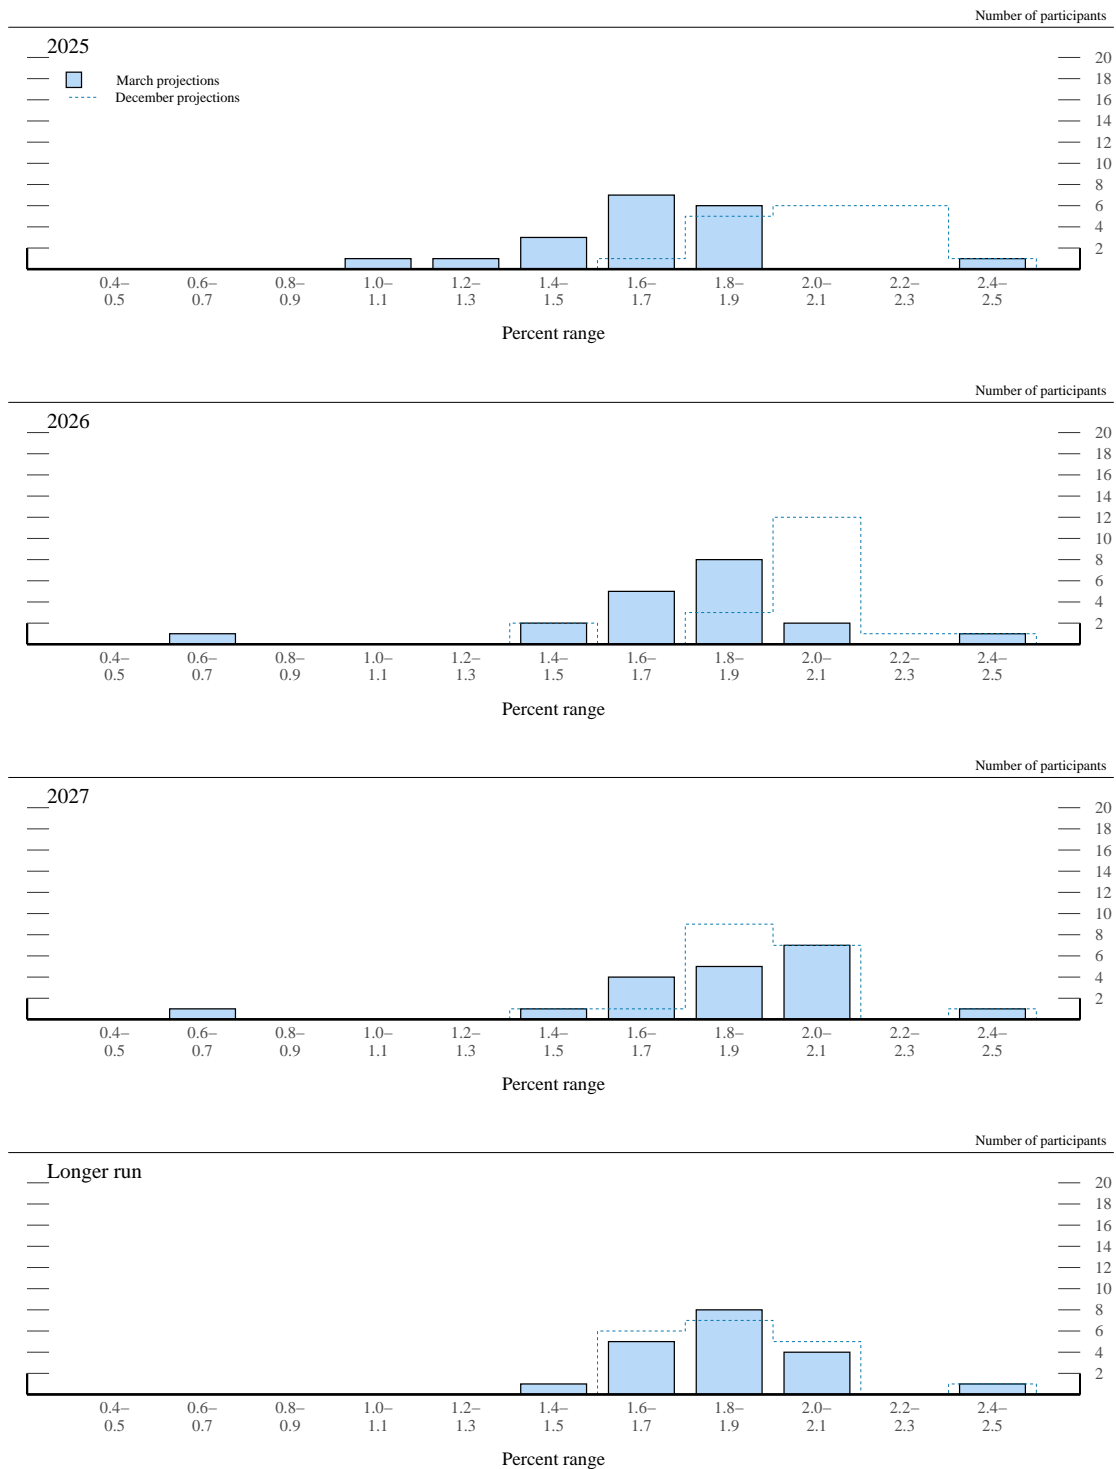 Number of participants
2025
March projections
December projections
20
18
16
14
12
10
8
6
4
2
0.4– 0.6– 0.8– 1.0– 1.2– 1.4– 1.6– 1.8– 2.0– 2.2– 2.4–
0.5 0.7 0.9 1.1 1.3 1.5 1.7 1.9 2.1 2.3 2.5
Percent range
Number of participants
2026
20
18
16
14
12
10
8
6
4
2
0.4– 0.6– 0.8– 1.0– 1.2– 1.4– 1.6– 1.8– 2.0– 2.2– 2.4–
0.5 0.7 0.9 1.1 1.3 1.5 1.7 1.9 2.1 2.3 2.5
Percent range
Number of participants
2027
20
18
16
14
12
10
8
6
4
2
0.4– 0.6– 0.8– 1.0– 1.2– 1.4– 1.6– 1.8– 2.0– 2.2– 2.4–
0.5 0.7 0.9 1.1 1.3 1.5 1.7 1.9 2.1 2.3 2.5
Percent range
Number of participants
Longer run
20
18
16
14
12
10
8
6
4
2
0.4– 0.6– 0.8– 1.0– 1.2– 1.4– 1.6– 1.8– 2.0– 2.2– 2.4–
0.5 0.7 0.9 1.1 1.3 1.5 1.7 1.9 2.1 2.3 2.5
Percent range